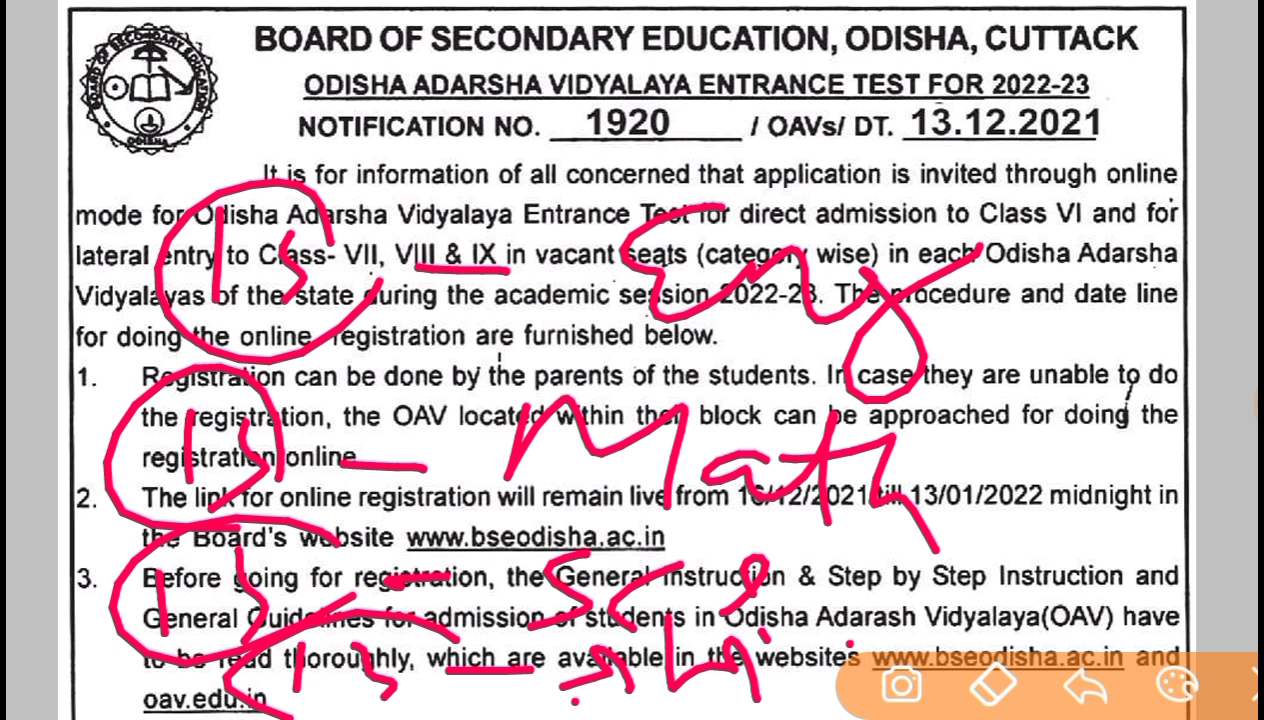 BOARD OF SECONDARY EDUCATION
ODISHA
BOARD OF SECONDARY EDUCATION, ODISHA, CUTTACK
ODISHA ADARSHA VIDYALAYA ENTRANCE TEST FOR 2022-23
NOTIFICATION NO. 1920 / OAVs/ DT. 13.12.2021
It is for information of all concerned that application is invited through online
mode for Odisha Adarsha Vidyalaya Entrance Test for direct admission to Class VI and for
lateral entry to Class- VII, VIII & IX in vacant seats (category wise) in each Odisha Adarsha
Vidyalayas of the state during the academic session 2022-23. The procedure and date line
for doing the online registration are furnished below.
1. Registration can be done by the parents of the students. In case they are unable to do
the registration, the OAV located within their block can be approached for doing the
registration online.
2. The link for online registration will remain live from 16/12/2021 till 13/01/2022 midnight in
the Board's website www.bseodisha.ac.in
3. Before going for registration, the General Instruction & Step by Step Instruction and
General Guidelines for admission of students in Odisha Adarash Vidyalaya(OAV) have
to be read thoroughly, which are available in the websites www.bseodisha.ac.in and
oav.edu.in
15 - Eng
15 - Math